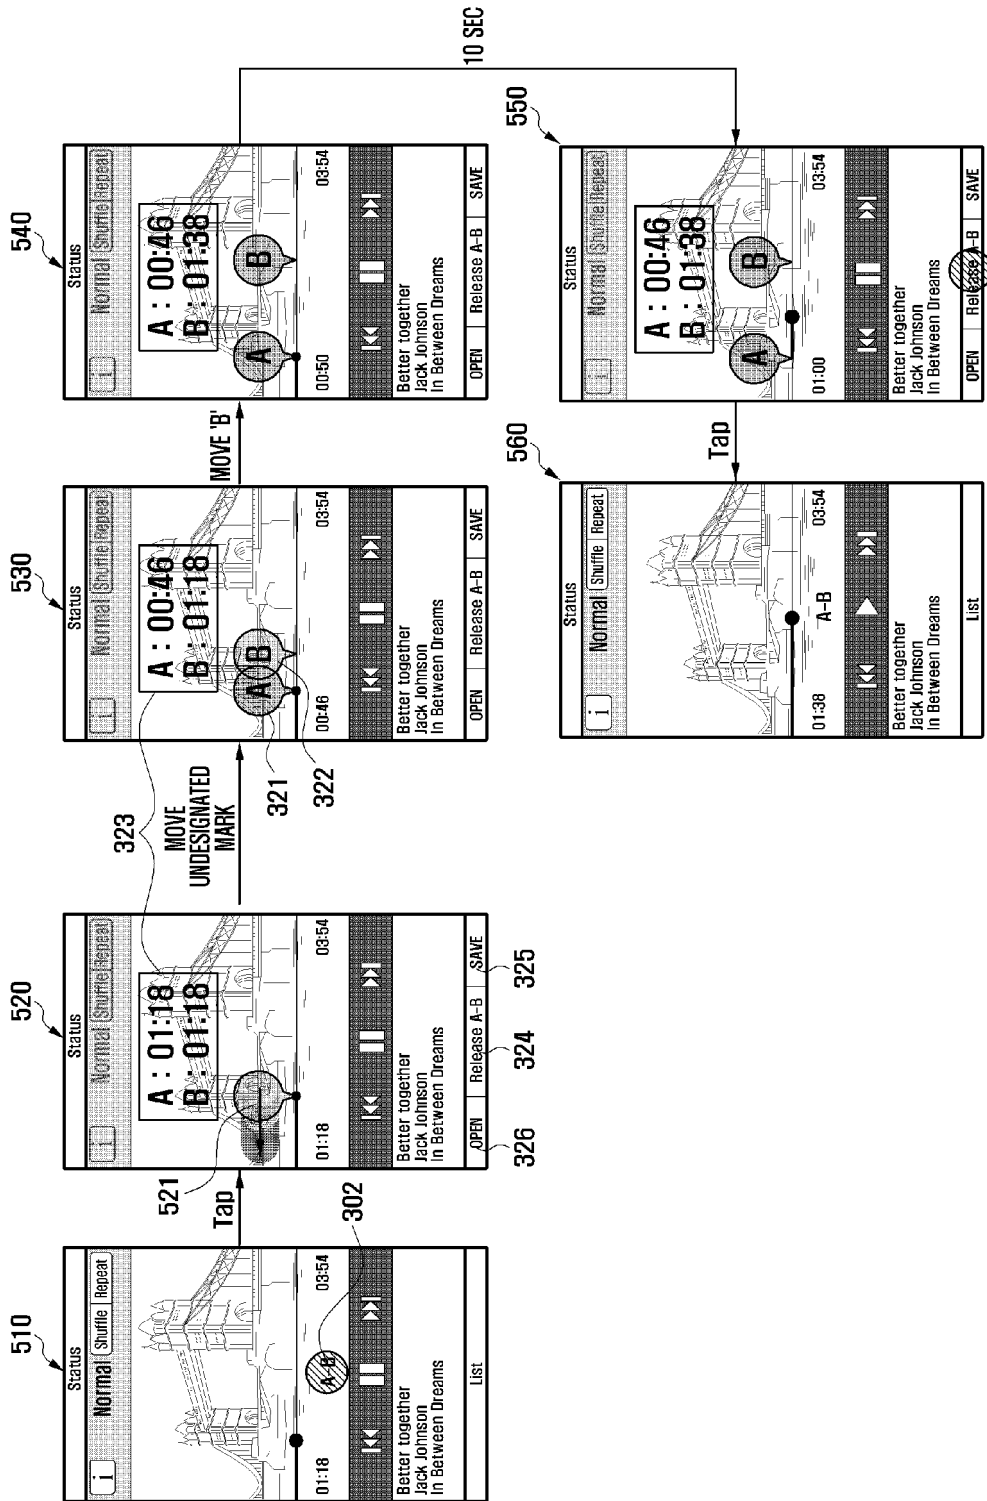 510
Status
i Normal Shuffle Repeat
01:18 03:54
A-B
302
Better together
Jack Johnson
In Between Dreams
List
Tap
520
Status
i Normal Shuffle Repeat
A : 01:18
B : 01:18
521
01:18 03:54
Better together
Jack Johnson
In Between Dreams
OPEN Release A-B SAVE
326 324 325
323
MOVE
UNDESIGNATED
MARK
530
Status
i Normal Shuffle Repeat
A : 00:46
B : 01:18
A B
00:46 03:54
321
322
Better together
Jack Johnson
In Between Dreams
OPEN Release A-B SAVE
MOVE 'B'
540
Status
i Normal Shuffle Repeat
A : 00:46
B : 01:38
A B
00:50 03:54
Better together
Jack Johnson
In Between Dreams
OPEN Release A-B SAVE
10 SEC
550
Status
i Normal Shuffle Repeat
A : 00:46
B : 01:38
A B
01:00 03:54
Better together
Jack Johnson
In Between Dreams
OPEN Release A-B SAVE
Tap
560
Status
i Normal Shuffle Repeat
01:38 03:54
A-B
Better together
Jack Johnson
In Between Dreams
List